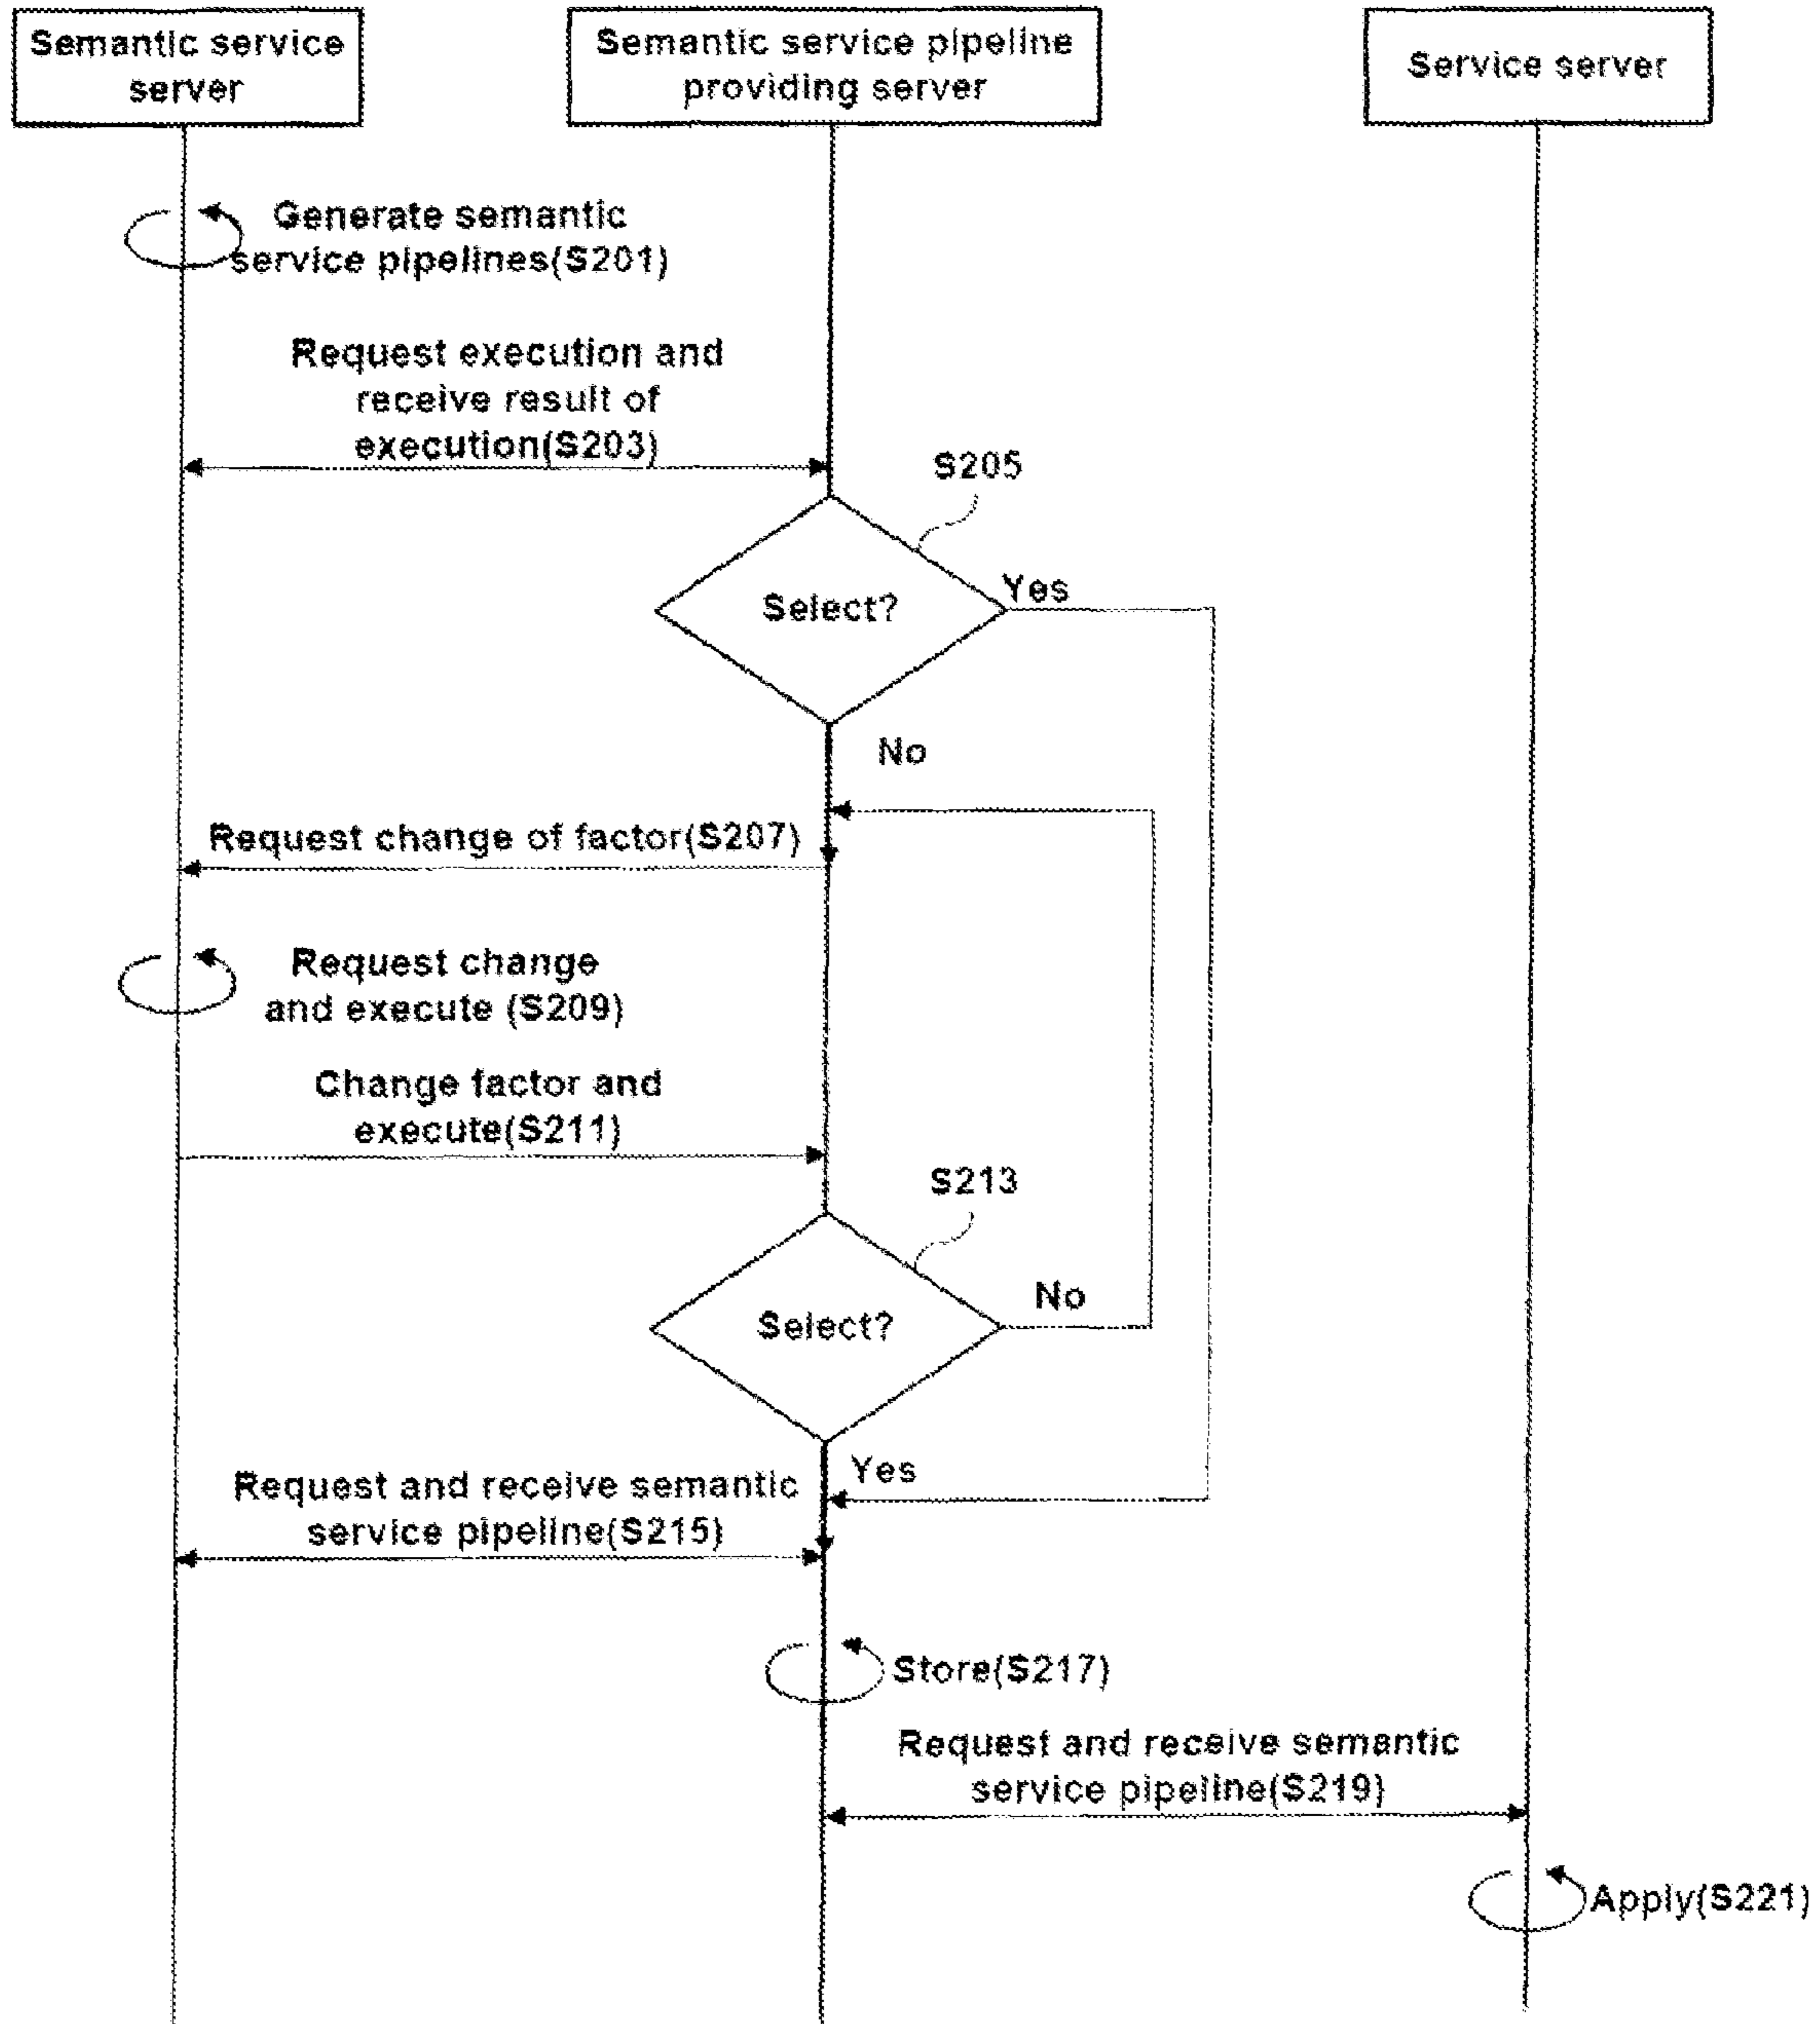 Semantic service
server
Semantic service pipeline
providing server
Service server
Generate semantic
service pipelines(S201)
Request execution and
receive result of
execution(S203)
S205
Select?
Yes
No
Request change of factor(S207)
Request change
and execute (S209)
Change factor and
execute(S211)
S213
Select?
No
Yes
Request and receive semantic
service pipeline(S215)
Store(S217)
Request and receive semantic
service pipeline(S219)
Apply(S221)